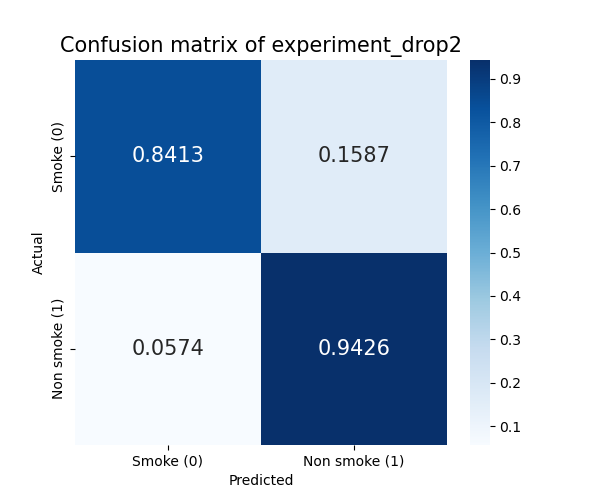 Confusion matrix of experiment_drop2
Actual
Smoke (0)
Non smoke (1)
0.8413
0.1587
0.0574
0.9426
Smoke (0)
Non smoke (1)
Predicted
0.9
0.8
0.7
0.6
0.5
0.4
0.3
0.2
0.1